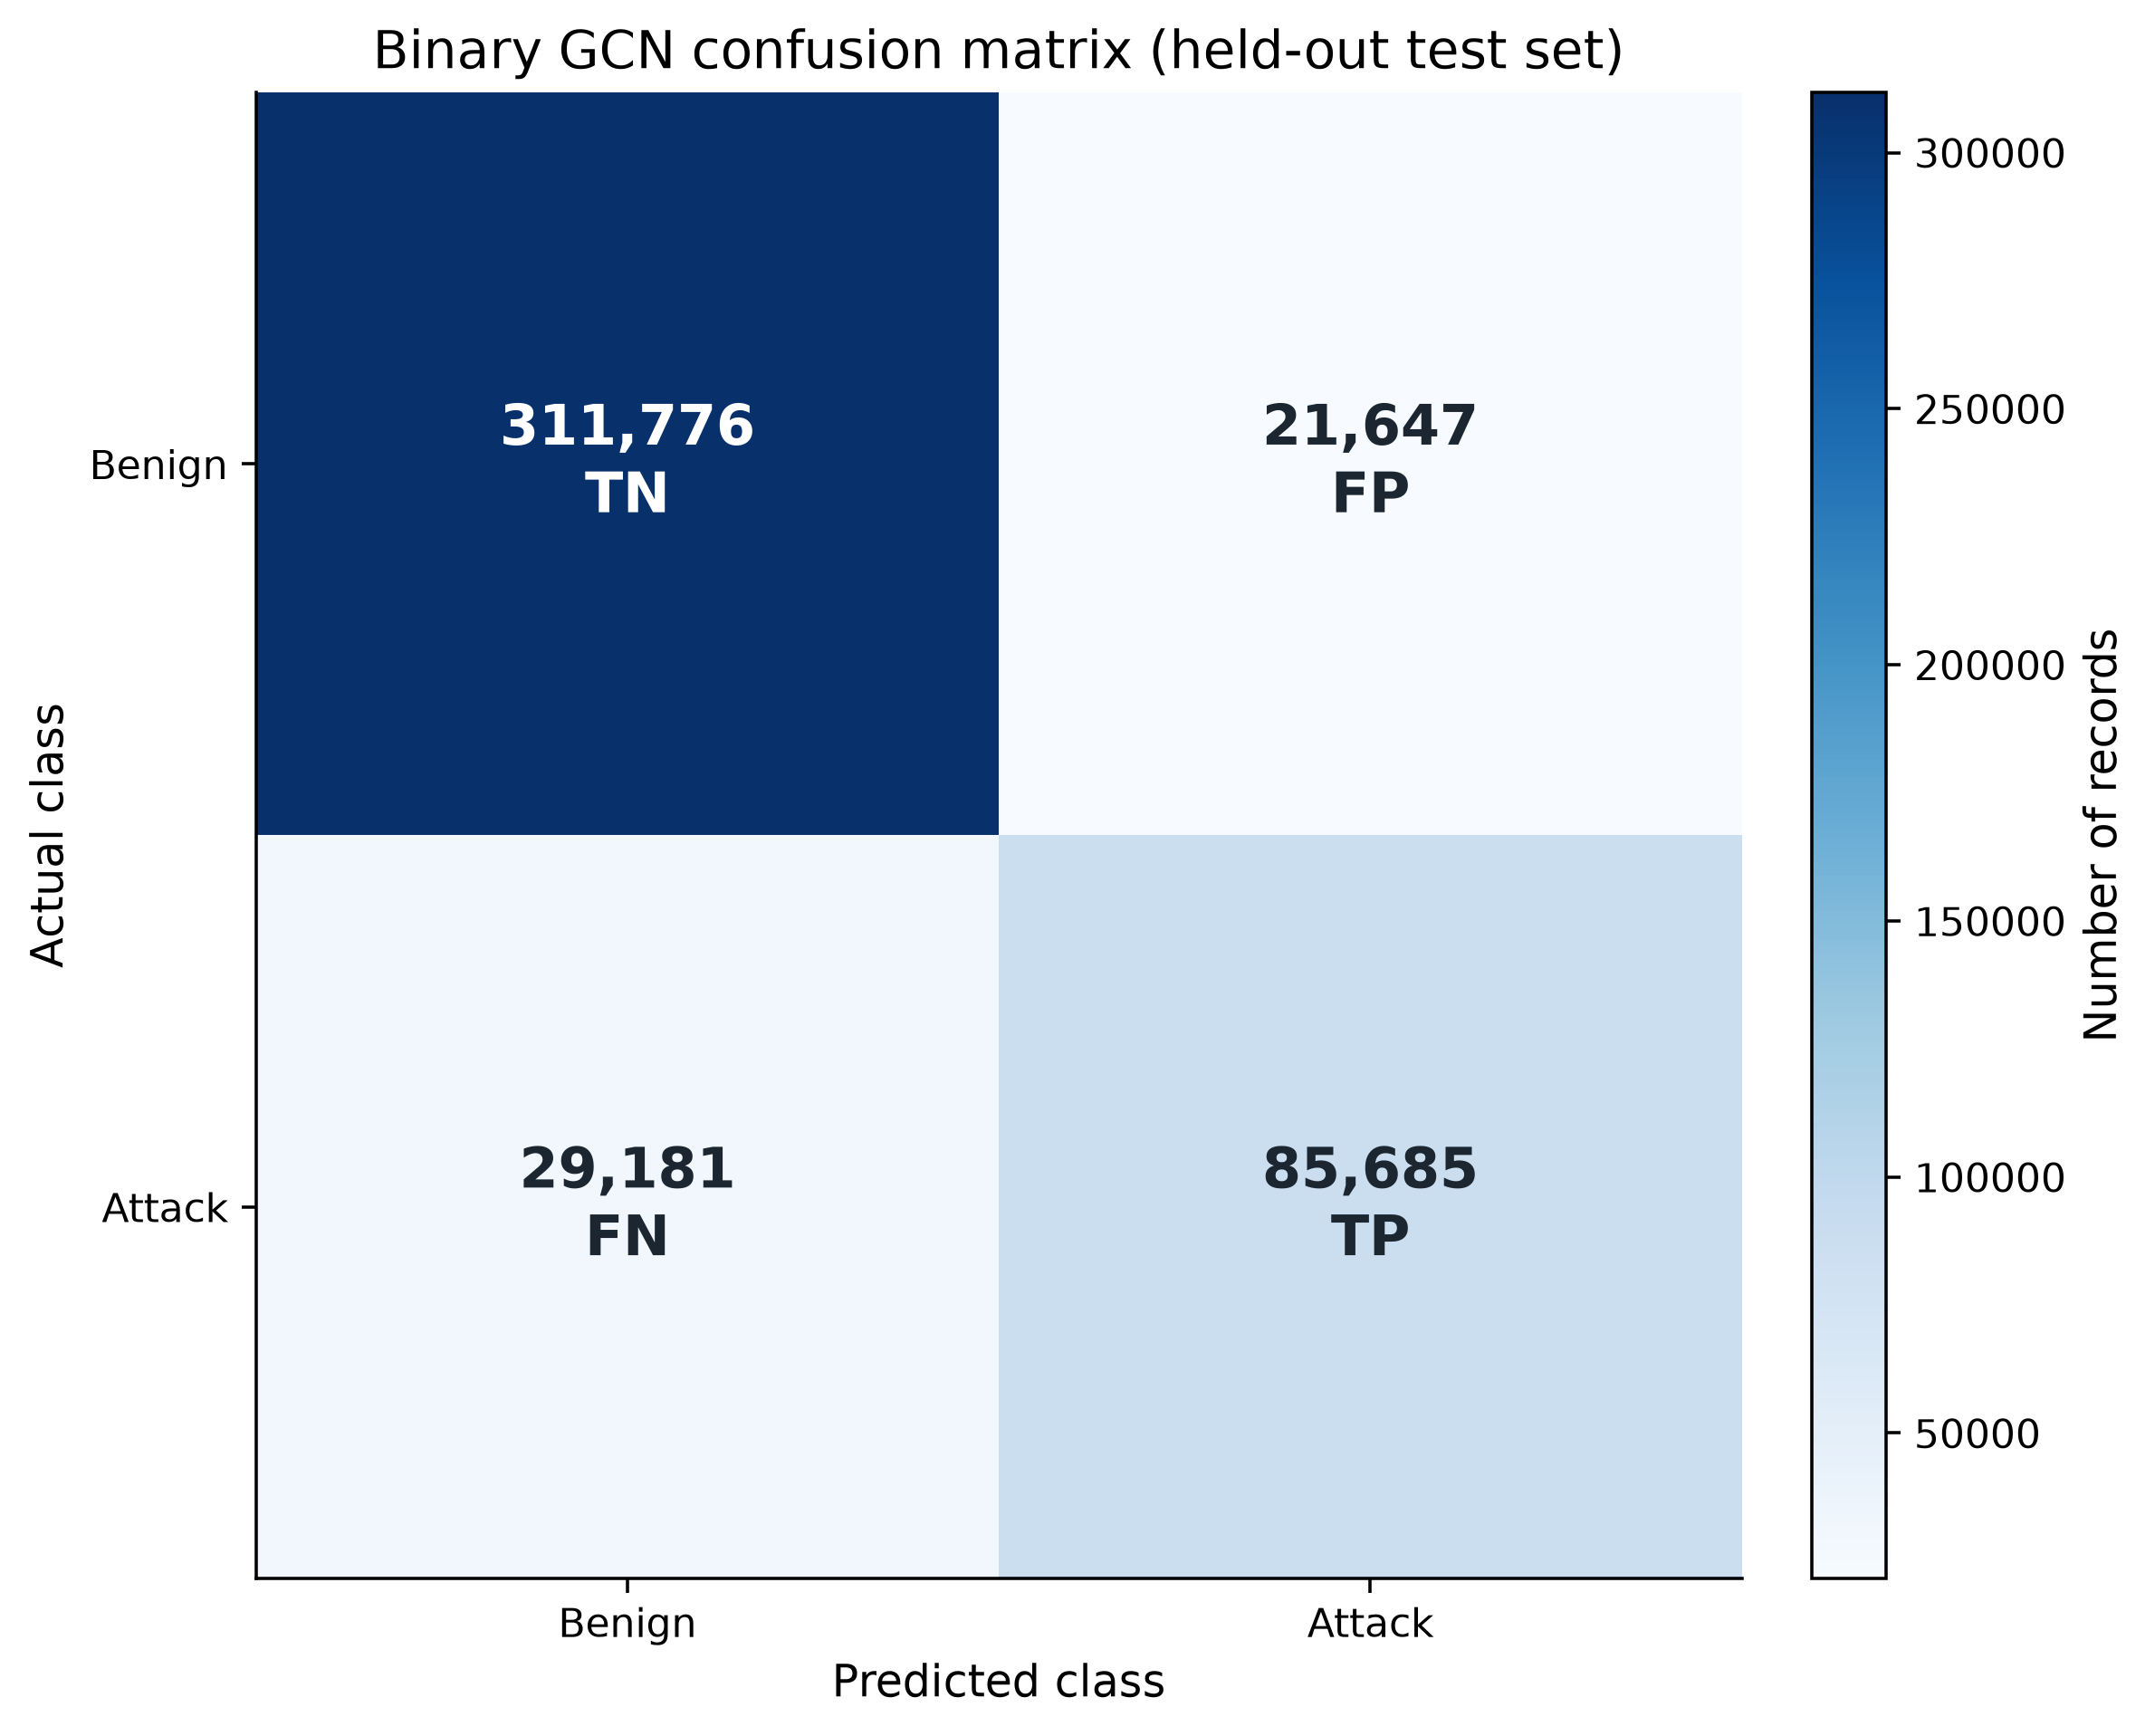 Binary GCN confusion matrix (held-out test set)
Actual class
Benign
Attack
311,776
TN
21,647
FP
29,181
FN
85,685
TP
Benign
Attack
Predicted class
300000
250000
200000
150000
100000
50000
Number of records